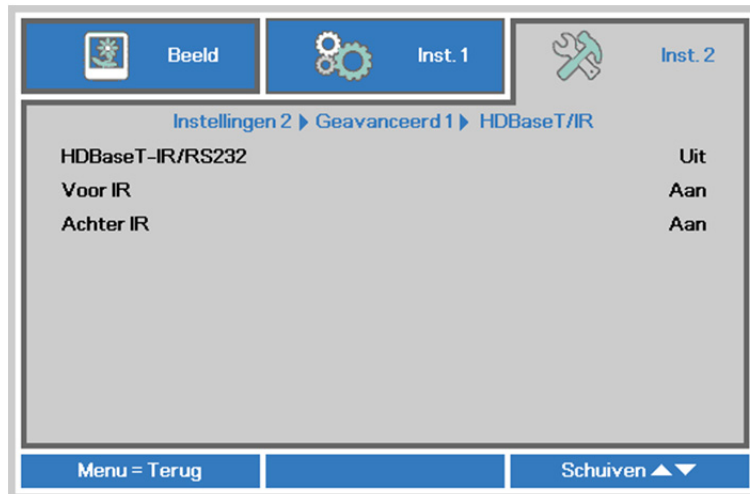 Beeld Inst. 1 Inst. 2
Instellingen 2 ▶ Geavanceerd 1 ▶ HDBaseT/IR
HDBaseT-IR/RS232 Uit
Voor IR Aan
Achter IR Aan
Menu = Terug Schuiven ▲▼